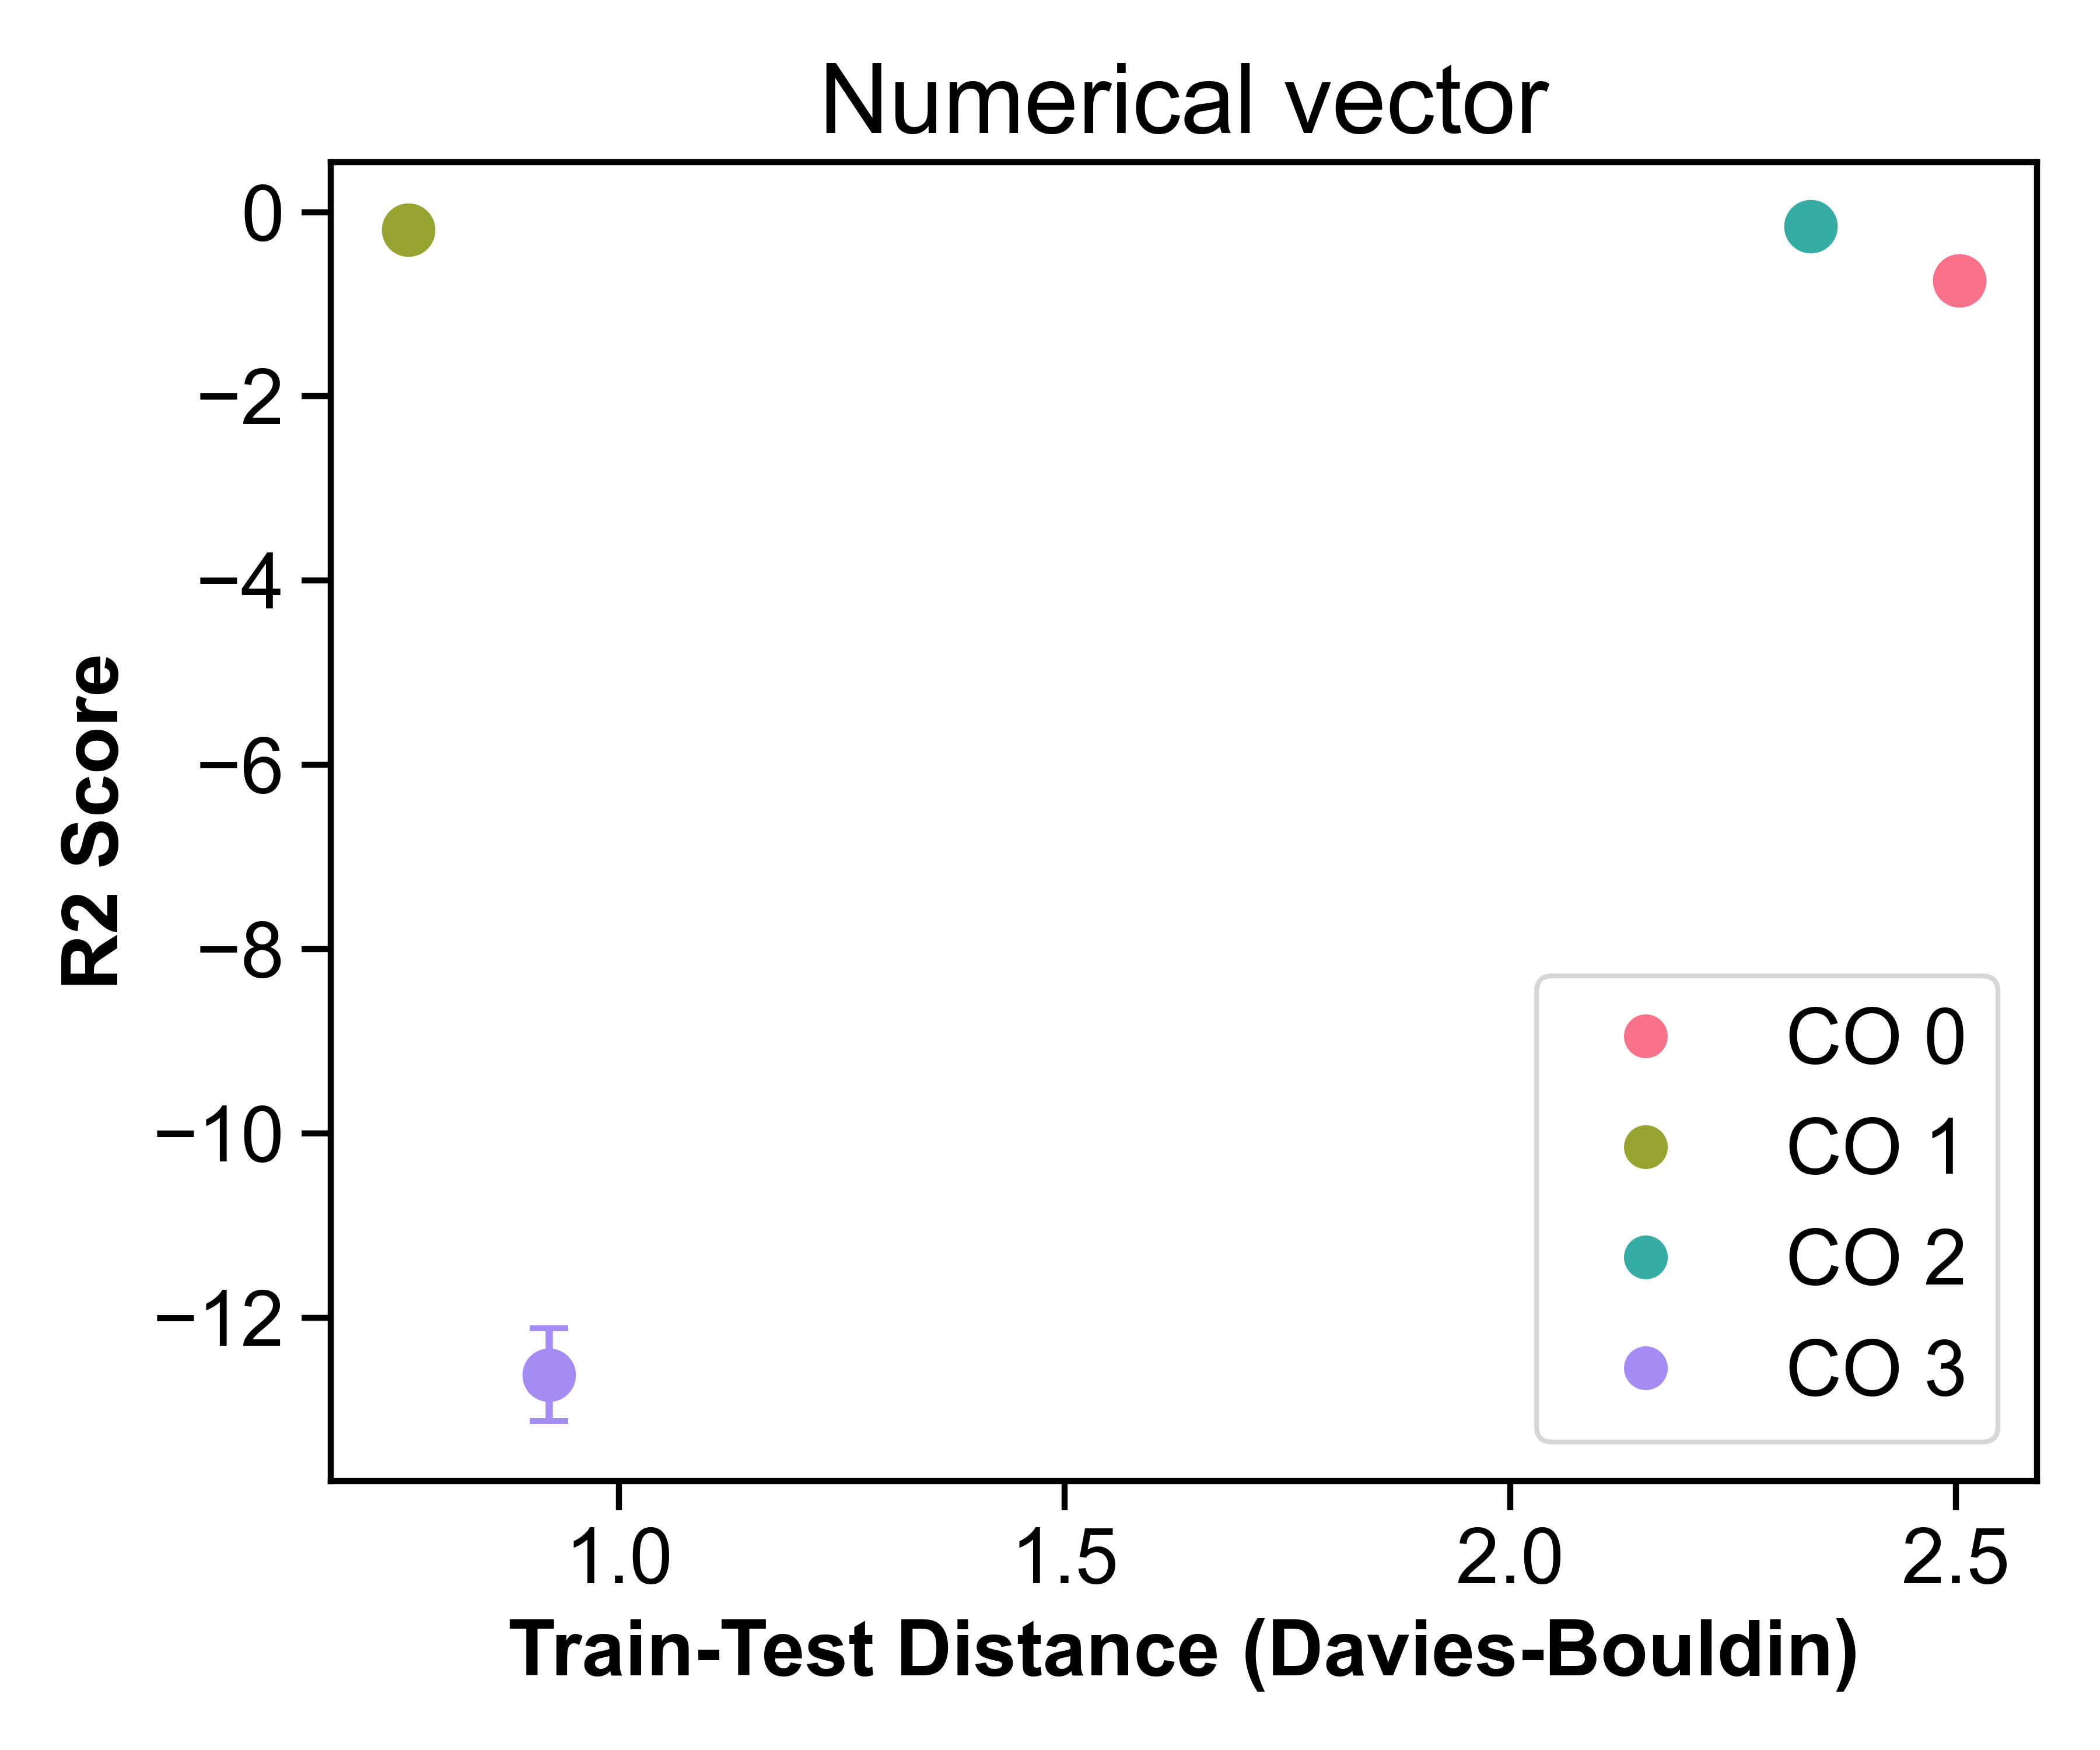 Numerical vector
0
−2
−4
−6
−8
−10
−12
R2 Score
CO 0
CO 1
CO 2
CO 3
1.0 1.5 2.0 2.5
Train-Test Distance (Davies-Bouldin)